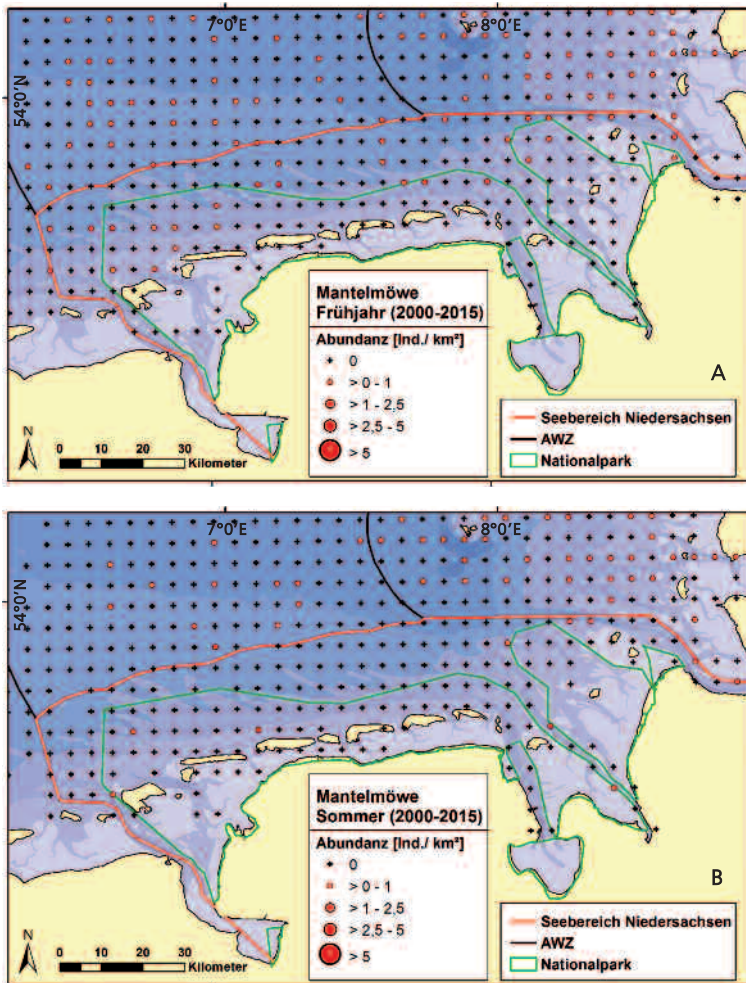 7°0'E
8°0'E
54°0'N
Mantelmöwe
Frühjahr (2000-2015)
Abundanz [Ind./ km²]
0
> 0 - 1
> 1 - 2,5
> 2,5 - 5
> 5
A
Seebereich Niedersachsen
AWZ
Nationalpark
N
0 10 20 30
Kilometer
7°0'E
8°0'E
54°0'N
Mantelmöwe
Sommer (2000-2015)
Abundanz [Ind./ km²]
0
> 0 - 1
> 1 - 2,5
> 2,5 - 5
> 5
B
Seebereich Niedersachsen
AWZ
Nationalpark
N
0 10 20 30
Kilometer